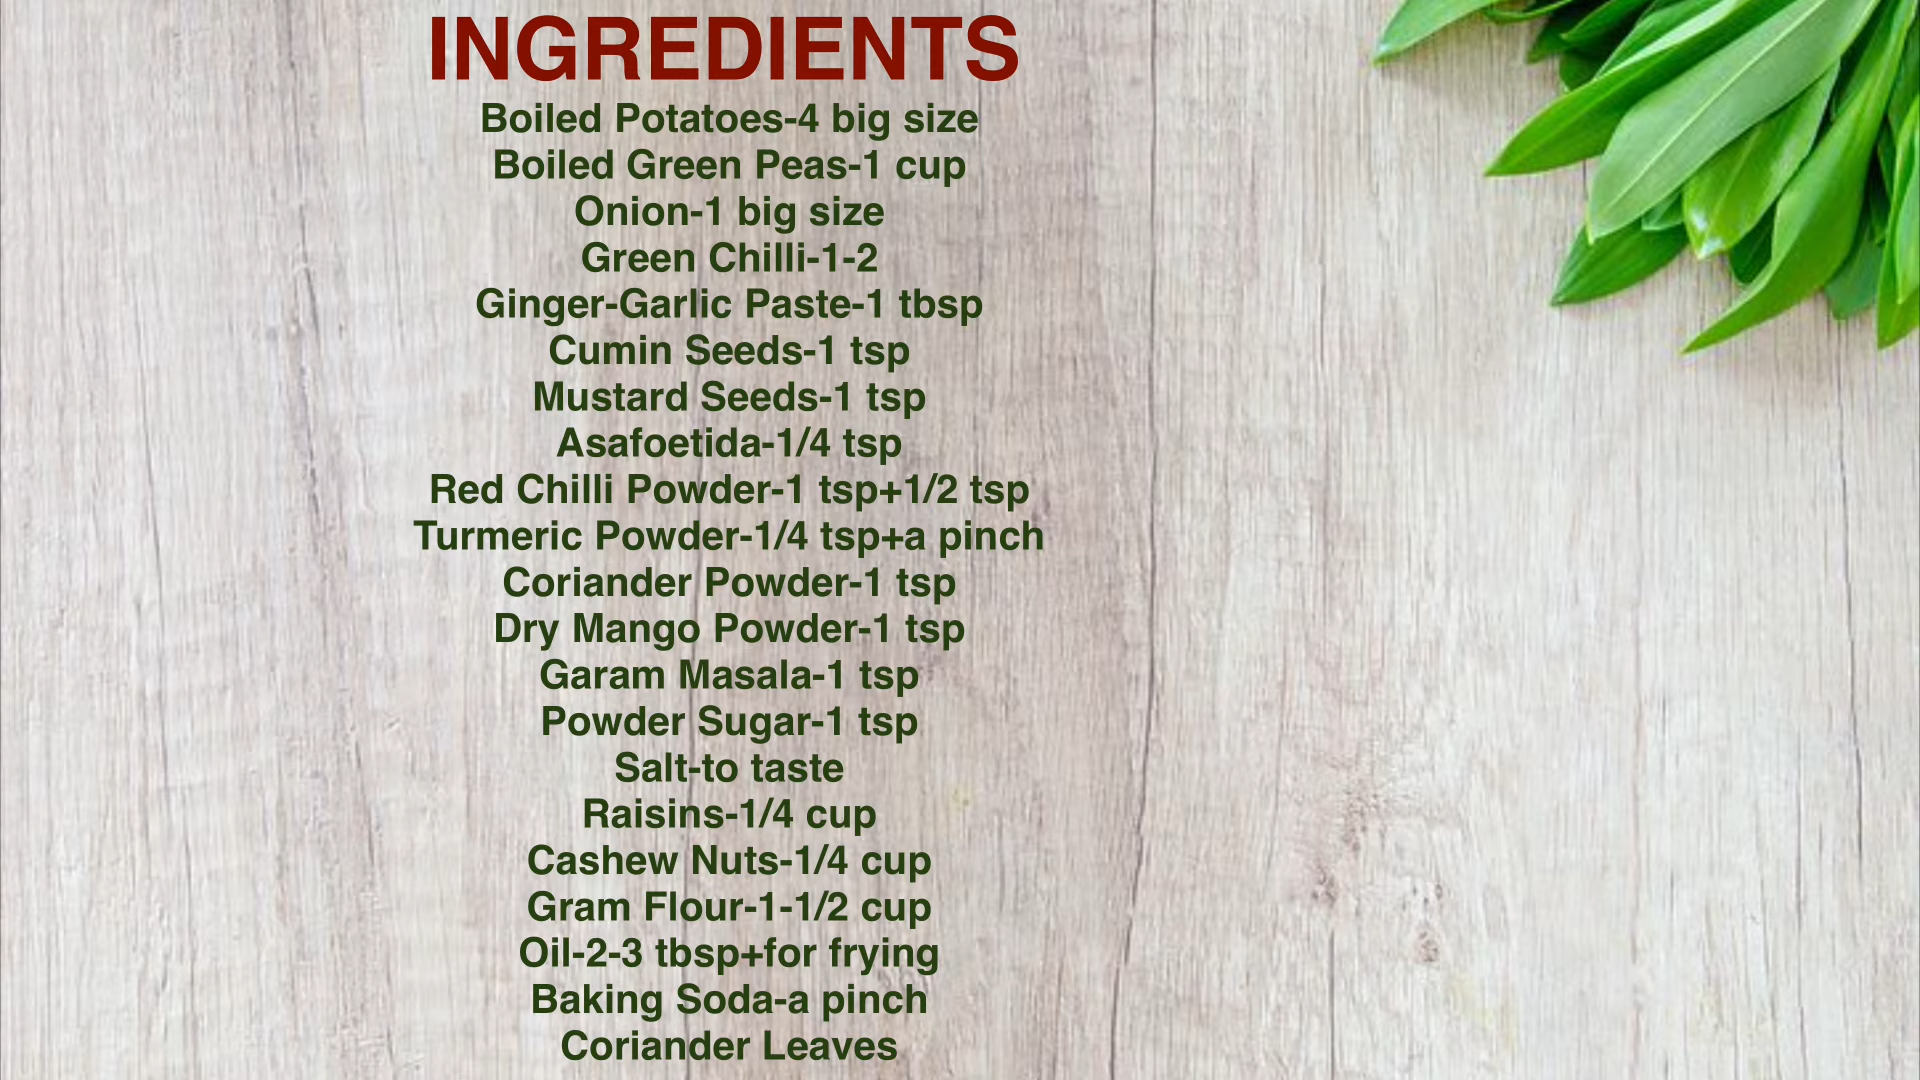 INGREDIENTS
Boiled Potatoes-4 big size
Boiled Green Peas-1 cup
Onion-1 big size
Green Chilli-1-2
Ginger-Garlic Paste-1 tbsp
Cumin Seeds-1 tsp
Mustard Seeds-1 tsp
Asafoetida-1/4 tsp
Red Chilli Powder-1 tsp+1/2 tsp
Turmeric Powder-1/4 tsp+a pinch
Coriander Powder-1 tsp
Dry Mango Powder-1 tsp
Garam Masala-1 tsp
Powder Sugar-1 tsp
Salt-to taste
Raisins-1/4 cup
Cashew Nuts-1/4 cup
Gram Flour-1-1/2 cup
Oil-2-3 tbsp+for frying
Baking Soda-a pinch
Coriander Leaves